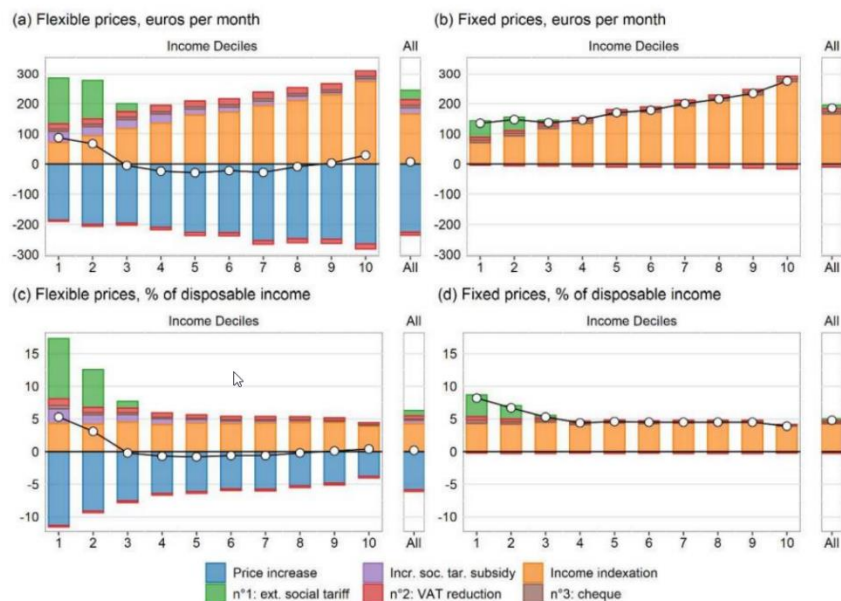 (a) Flexible prices, euros per month
(b) Fixed prices, euros per month
Income Deciles All
Income Deciles All
300
200
100
0
-100
-200
-300
300
200
100
0
-100
-200
-300
1 2 3 4 5 6 7 8 9 10 All
1 2 3 4 5 6 7 8 9 10 All
(c) Flexible prices, % of disposable income
(d) Fixed prices, % of disposable income
Income Deciles All
Income Deciles All
15
10
5
0
-5
-10
15
10
5
0
-5
-10
1 2 3 4 5 6 7 8 9 10 All
1 2 3 4 5 6 7 8 9 10 All
Price increase Incr. soc. tar. subsidy Income indexation
n°1: ext. social tariff n°2: VAT reduction n°3: cheque